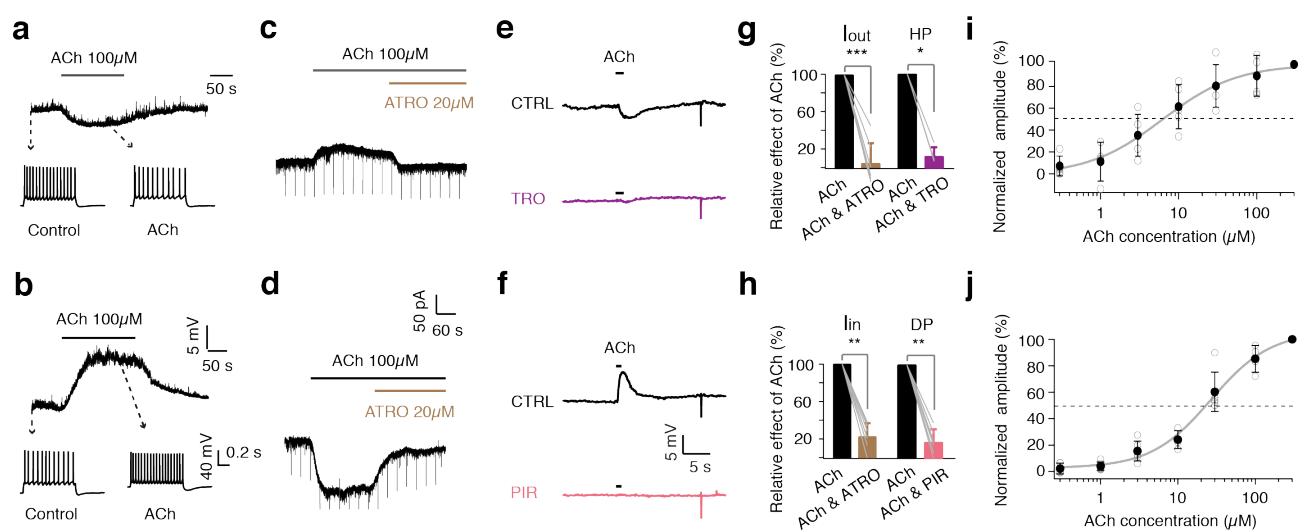 a
ACh 100µM
50 s
Control
ACh
c
ACh 100µM
ATRO 20µM
e
ACh
CTRL
TRO
g
Relative effect of ACh (%)
Iout
***
HP
*
100
80
60
20
ACh
ACh & ATRO
ACh
ACh & TRO
i
Normalized amplitude (%)
100
80
60
40
20
0
1
10
100
ACh concentration (µM)
b
ACh 100µM
5 mV
50 s
Control
ACh
40 mV
0.2 s
d
50 pA
60 s
ACh 100µM
ATRO 20µM
f
ACh
CTRL
5 mV
5 s
PIR
h
Relative effect of ACh (%)
Iin
**
DP
**
100
80
60
20
ACh
ACh & ATRO
ACh
ACh & PIR
j
Normalized amplitude (%)
100
80
60
40
20
0
1
10
100
ACh concentration (µM)